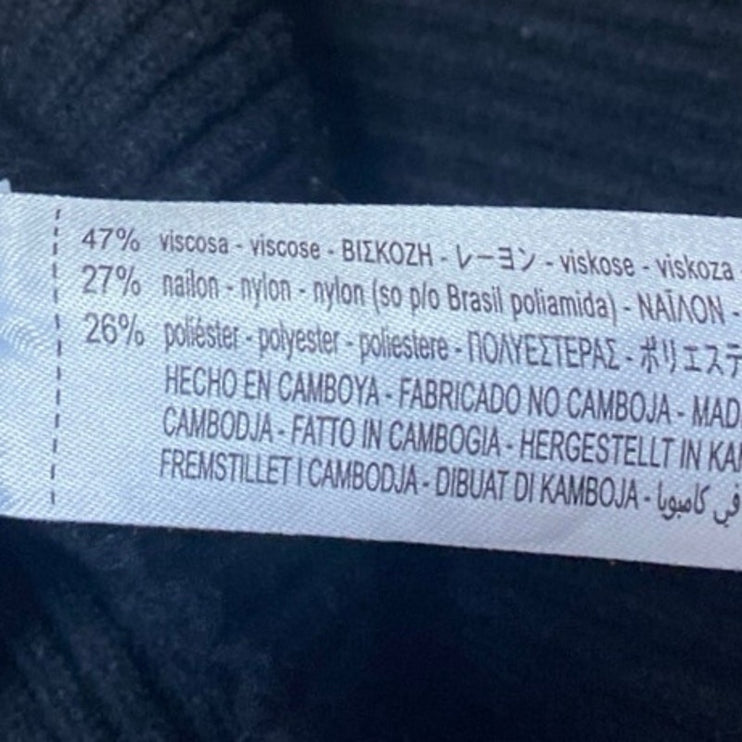 47% viscosa - viscose - ΒΙΣΚΟΖΗ - レーヨン - viskose - viskoza -
27% nailon - nylon - nylon (so p/o Brasil poliamida) - ΝΑΪΛΟΝ -
26% poliéster - polyester - poliestere - ΠΟΛΥΕΣΤΕΡΑΣ - ポリエステ
HECHO EN CAMBOYA - FABRICADO NO CAMBOJA - MAD
CAMBODJA - FATTO IN CAMBOGIA - HERGESTELLT IN KA
FREMSTILLET I CAMBODJA - DIBUAT DI KAMBOJA - في كامبوديا